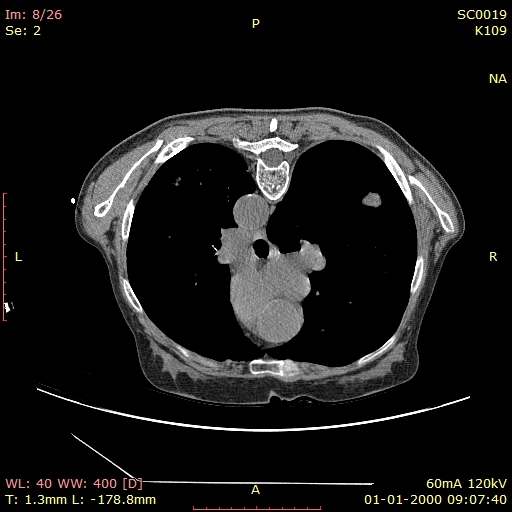 Im: 8/26
Se: 2
P
SC0019
K109
NA
L
R
WL: 40 WW: 400 [D]
T: 1.3mm L: -178.8mm
A
60mA 120kV
01-01-2000 09:07:40